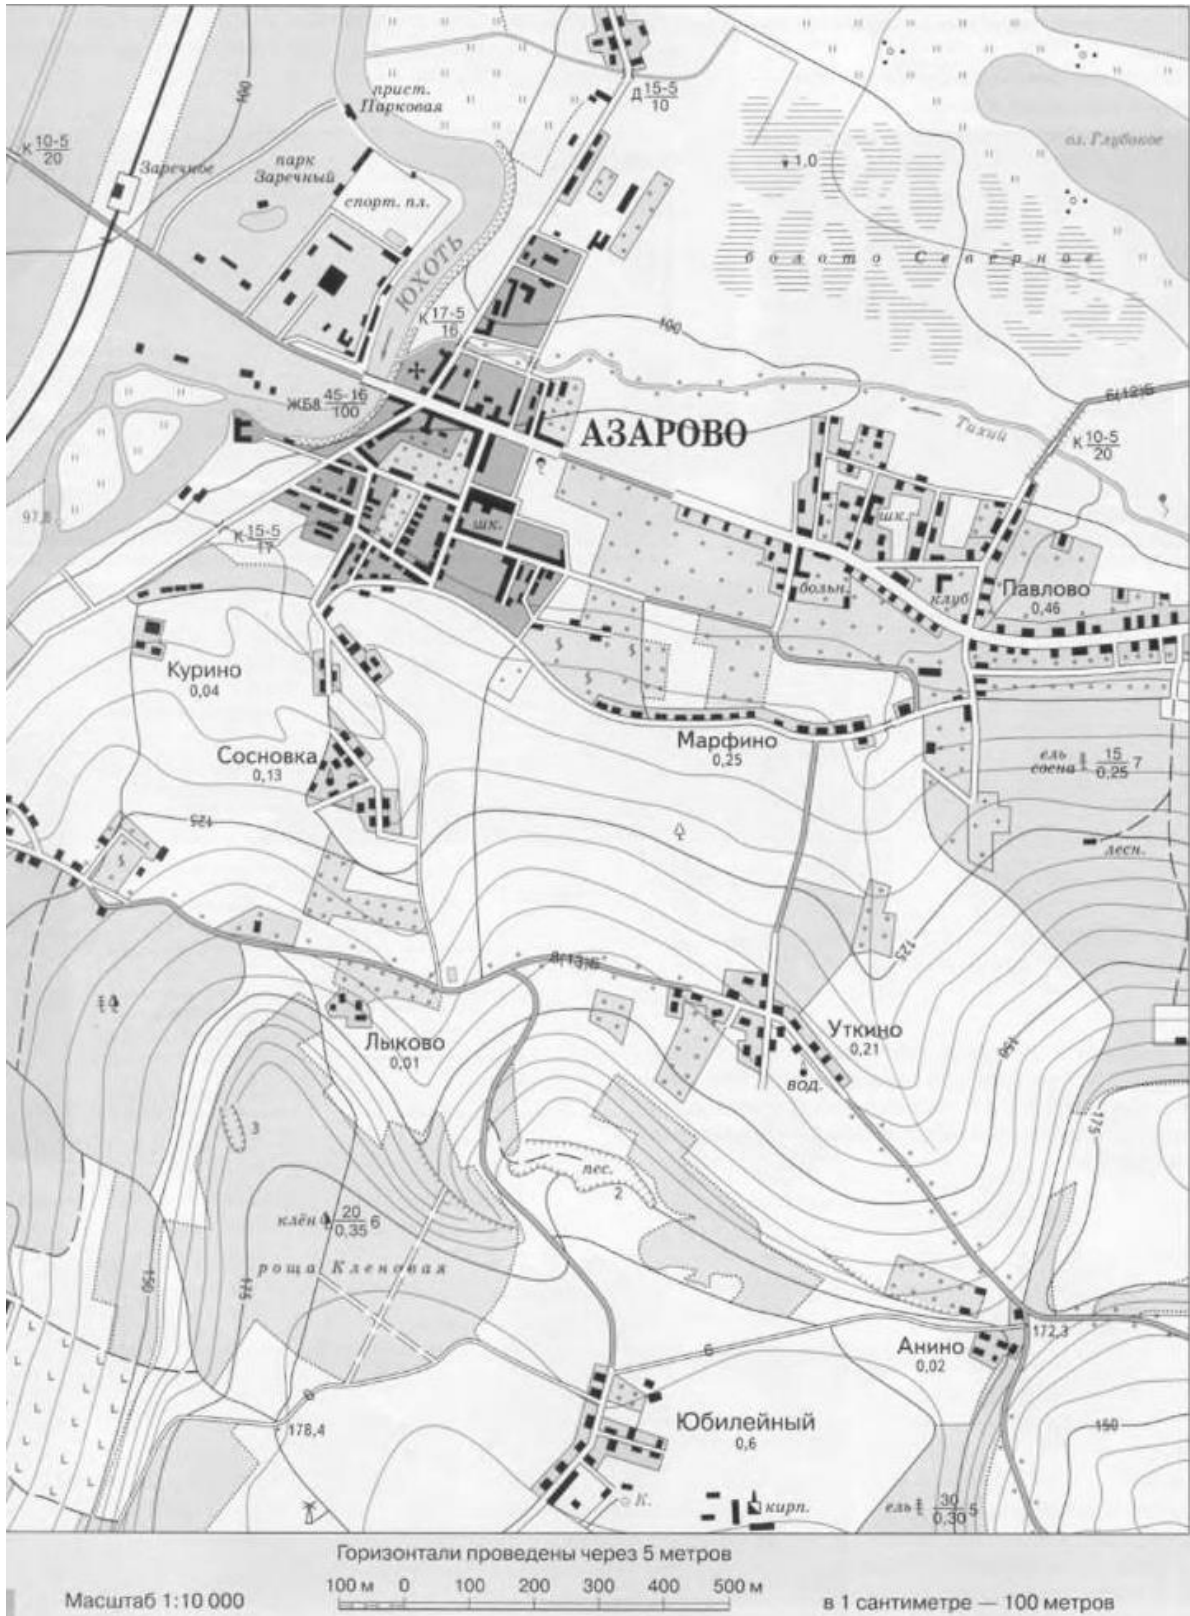 прист.
Парковая
Д 15-5
10
100
К 10-5
20
Заречное
парк
Заречный
спорт. пл.
1.0
оз. Глубокое
болото Северное
ЮХОТЬ
К 17-5
16
100
ЖБ8 45-16
100
АЗАРОВО
Тихий
Б(12)Б
К 10-5
20
97,8
К 15-5
17
шк.
шк.
больн.
клуб
Павлово
0,46
Курино
0,04
Сосновка
0,13
Марфино
0,25
ель
сосна 15
0,25 7
125
лесн.
125
8(13)Б
Лыково
0,01
Уткино
0,21
вод.
150
175
3
пес.
2
клён 20
0,35 6
роща Кленовая
150
175
172,3
Анино
0,02
6
Юбилейный
0,6
178,4
150
К.
кирп.
ель 30
0,30 5
Горизонтали проведены через 5 метров
Масштаб 1:10 000
100 м 0 100 200 300 400 500 м
в 1 сантиметре — 100 метров